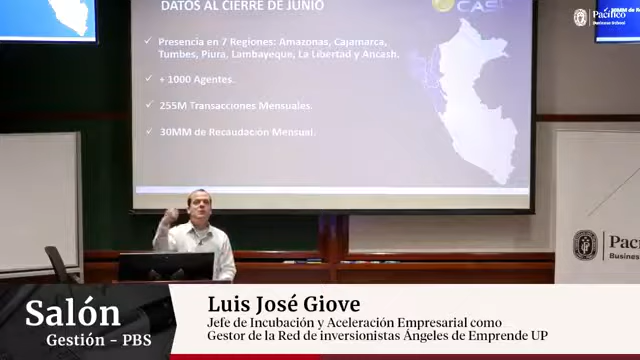 DATOS AL CIERRE DE JUNIO
✓ Presencia en 7 Regiones: Amazonas, Cajamarca,
Tumbes, Piura, Lambayeque, La Libertad y Ancash.
✓ + 1000 Agentes.
✓ 255M Transacciones Mensuales.
✓ 30MM de Recaudación Mensual.
Pacífico
Business School
Salón
Gestión – PBS
Luis José Giove
Jefe de Incubación y Aceleración Empresarial como
Gestor de la Red de inversionistas Ángeles de Emprende UP